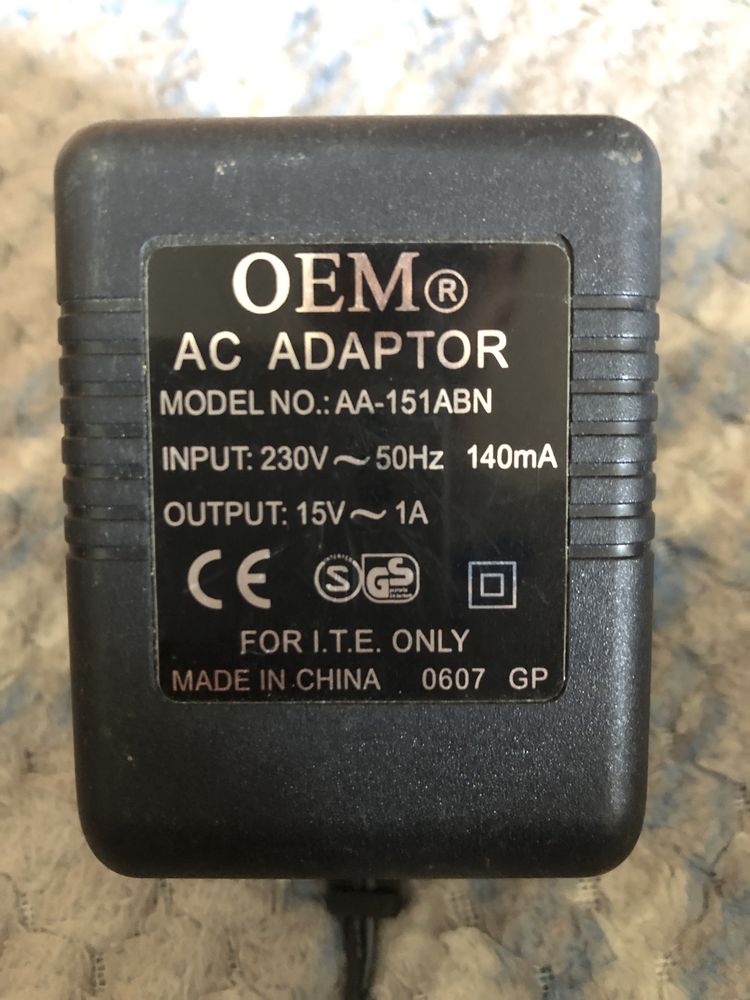 OEM®
AC ADAPTOR
MODEL NO.: AA-151ABN
INPUT: 230V ~ 50Hz 140mA
OUTPUT: 15V ~ 1A
CE S GS
FOR I.T.E. ONLY
MADE IN CHINA 0607 GP